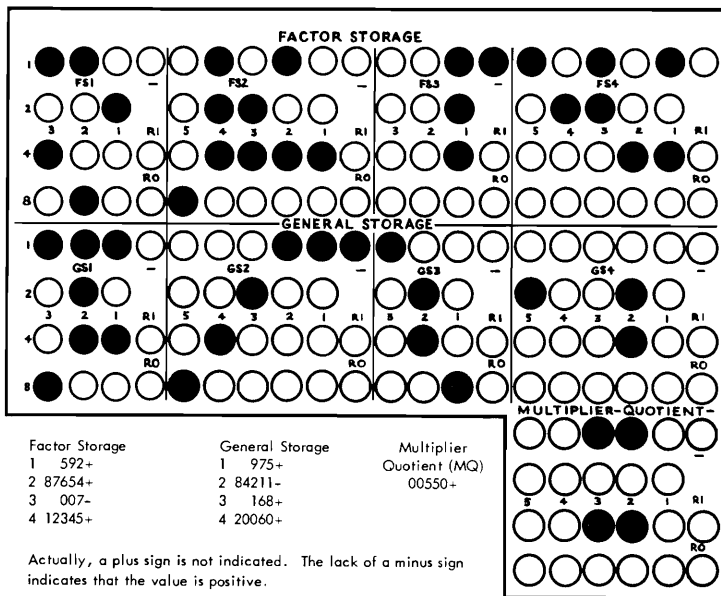 FACTOR STORAGE
1
FS1 - FS2 - FS3 - FS4
2
3 2 1 RI 5 4 3 2 1 RI 3 2 1 RI 5 4 3 2 1 RI
4
RO RO RO RO
8
GENERAL STORAGE
1
GS1 - GS2 - GS3 - GS4 -
2
3 2 1 RI 5 4 3 2 1 RI 3 2 1 RI 5 4 3 2 1 RI
4
RO RO RO RO
8
MULTIPLIER-QUOTIENT-
-
5 4 3 2 1 RI
RO
Factor Storage
1 592+
2 87654+
3 007-
4 12345+
General Storage
1 975+
2 84211-
3 168+
4 20060+
Multiplier
Quotient (MQ)
00550+
Actually, a plus sign is not indicated. The lack of a minus sign
indicates that the value is positive.